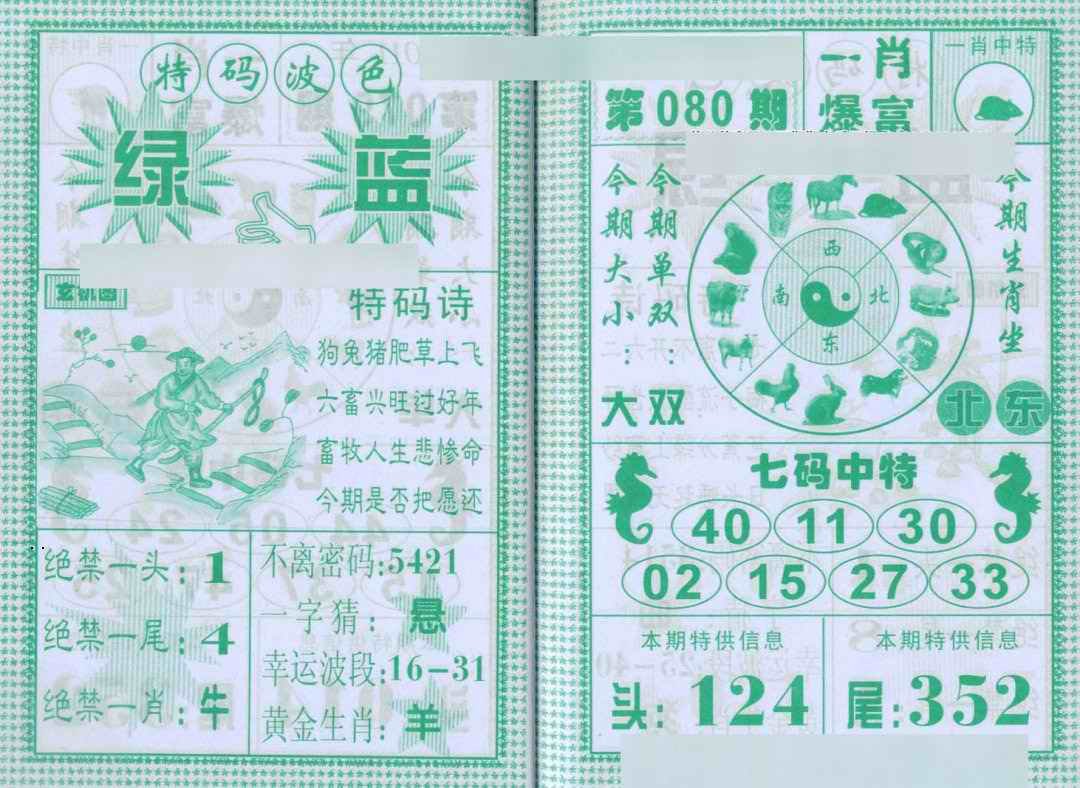 特码波色
绿 蓝
玄机图
特码诗
狗兔猪肥草上飞
六畜兴旺过好年
畜牧人生悲惨命
今期是否把愿还
绝禁一头:1
绝禁一尾:4
绝禁一肖:牛
不离密码:5421
一字猜:悬
幸运波段:16-31
黄金生肖:羊
第080期
一肖
爆富
一肖中特
今期大小:大
今期单双:双
西
南 北
东
今期生肖坐
北东
七码中特
40 11 30
02 15 27 33
本期特供信息
头:124
本期特供信息
尾:352